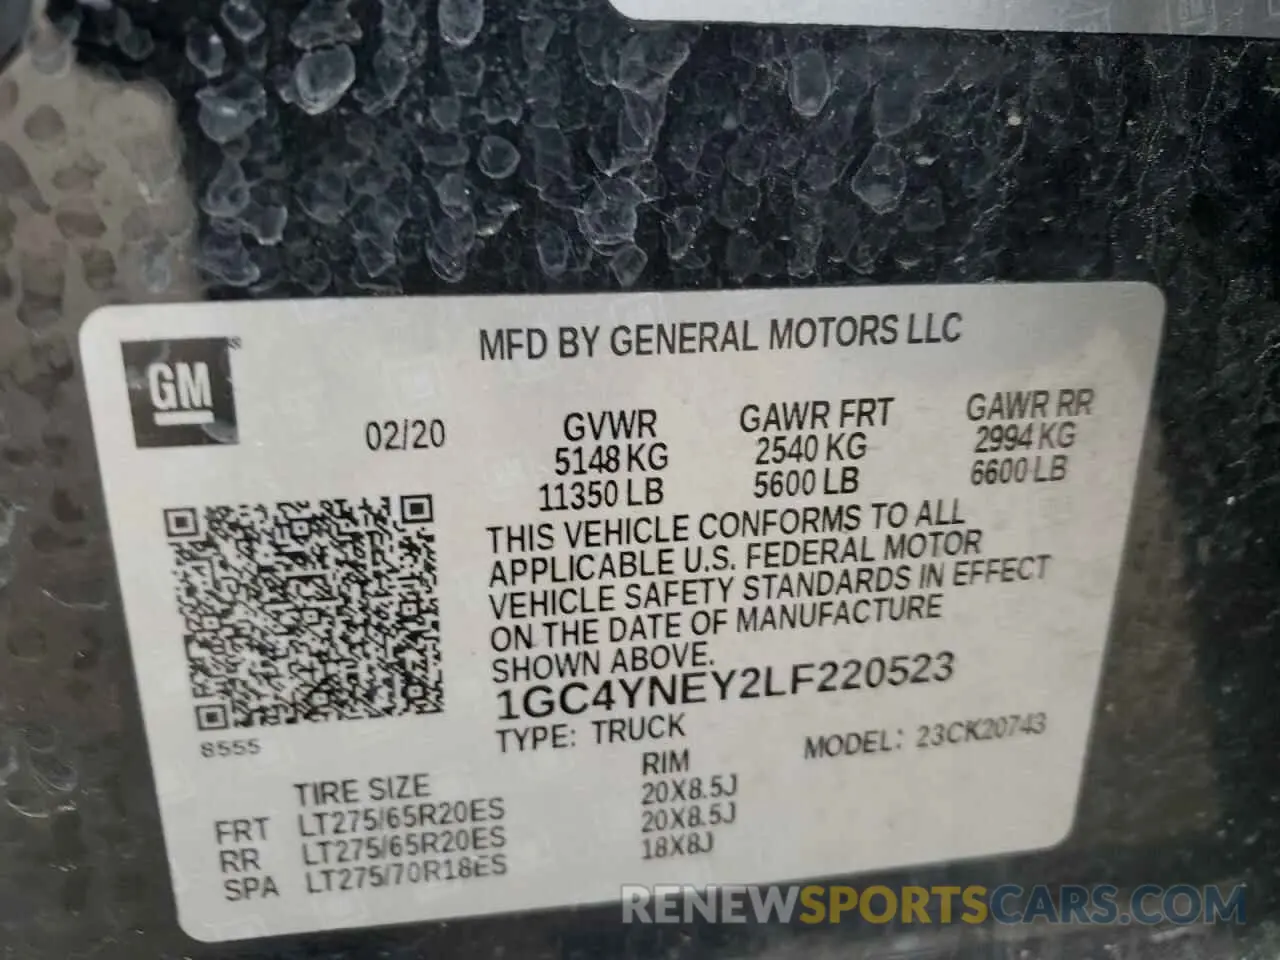 MFD BY GENERAL MOTORS LLC
GM
02/20
GVWR GAWR FRT GAWR RR
5148 KG 2540 KG 2994 KG
11350 LB 5600 LB 6600 LB
THIS VEHICLE CONFORMS TO ALL
APPLICABLE U.S. FEDERAL MOTOR
VEHICLE SAFETY STANDARDS IN EFFECT
ON THE DATE OF MANUFACTURE
SHOWN ABOVE.
1GC4YNEY2LF220523
8555
TYPE: TRUCK MODEL: 23CK20743
TIRE SIZE RIM
FRT LT275/65R20ES 20X8.5J
RR LT275/65R20ES 20X8.5J
SPA LT275/70R18ES 18X8J
RENEWSPORTSCARS.COM